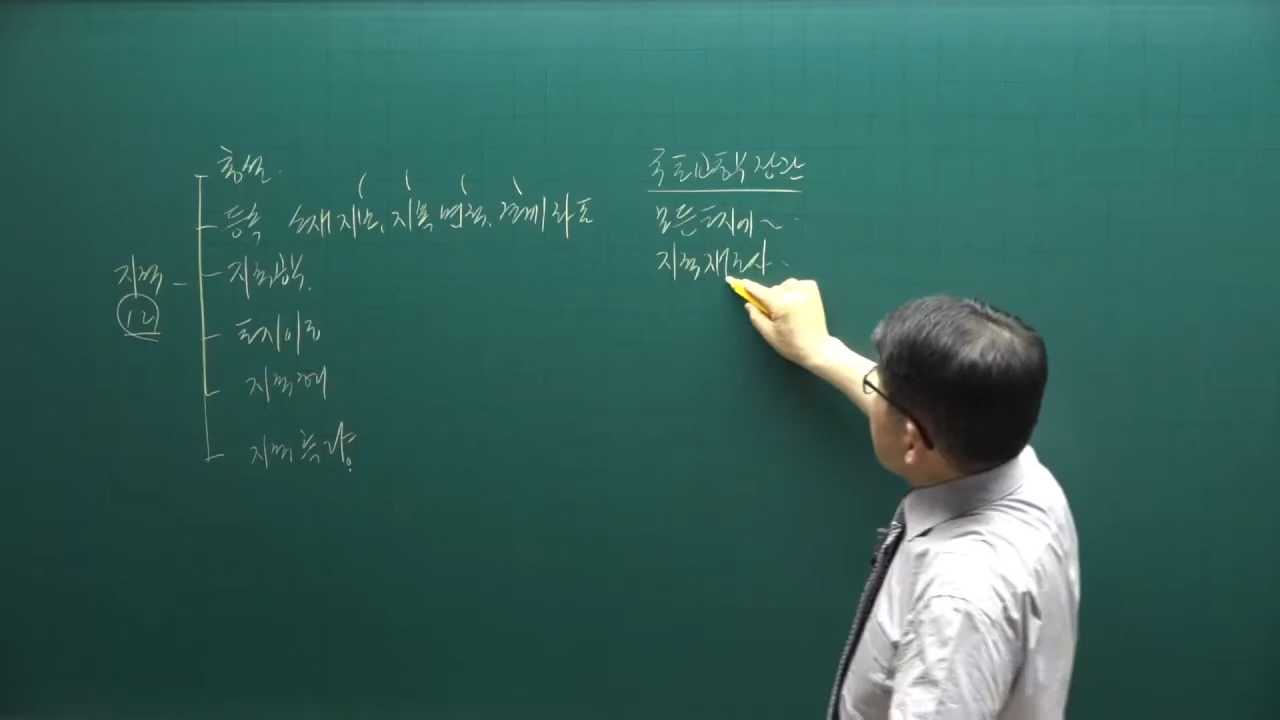 총설.
등록 소재 지번, 지목 면적. 경계 좌표
지적 -
12
지적공부.
토지이동
지적
지적측량
국토교통부장관
모든 토지에~
지적재조사